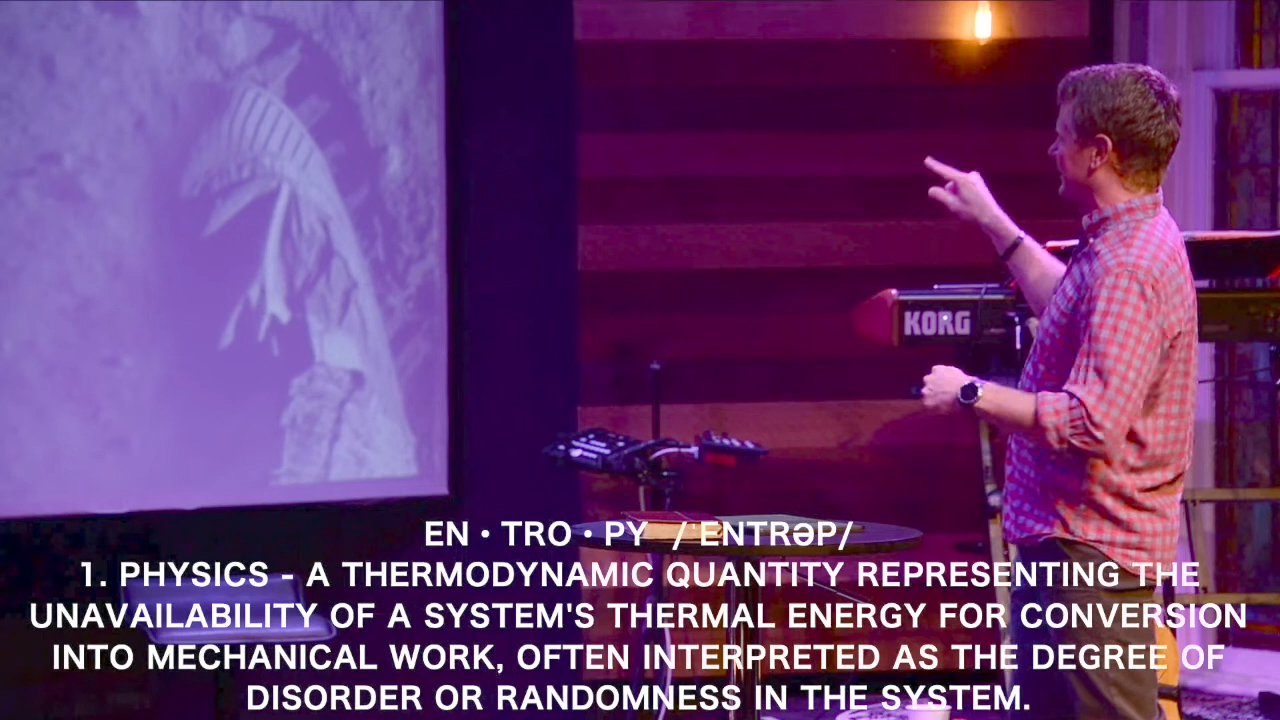 KORG
EN • TRO • PY /ˈENTRƏP/
1. PHYSICS - A THERMODYNAMIC QUANTITY REPRESENTING THE
UNAVAILABILITY OF A SYSTEM'S THERMAL ENERGY FOR CONVERSION
INTO MECHANICAL WORK, OFTEN INTERPRETED AS THE DEGREE OF
DISORDER OR RANDOMNESS IN THE SYSTEM.